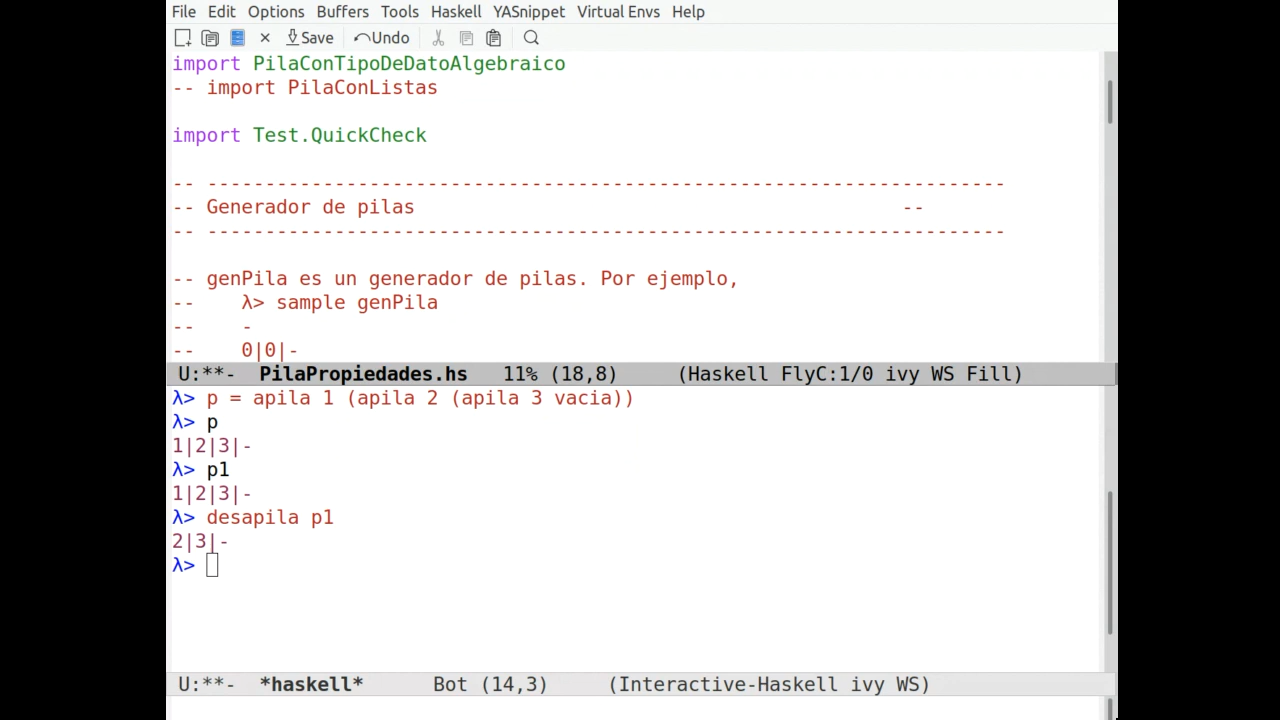 File Edit Options Buffers Tools Haskell YASnippet Virtual Envs Help
Save Undo
import PilaConTipoDeDatoAlgebraico
-- import PilaConListas
import Test.QuickCheck
-- ---------------------------------------------------------------------
-- Generador de pilas                                          --
-- ---------------------------------------------------------------------
-- genPila es un generador de pilas. Por ejemplo,
--    λ> sample genPila
--    -
--    0|0|-
U:**-  PilaPropiedades.hs   11% (18,8)     (Haskell FlyC:1/0 ivy WS Fill)
λ> p = apila 1 (apila 2 (apila 3 vacia))
λ> p
1|2|3|-
λ> p1
1|2|3|-
λ> desapila p1
2|3|-
λ>
U:**-  *haskell*      Bot (14,3)     (Interactive-Haskell ivy WS)